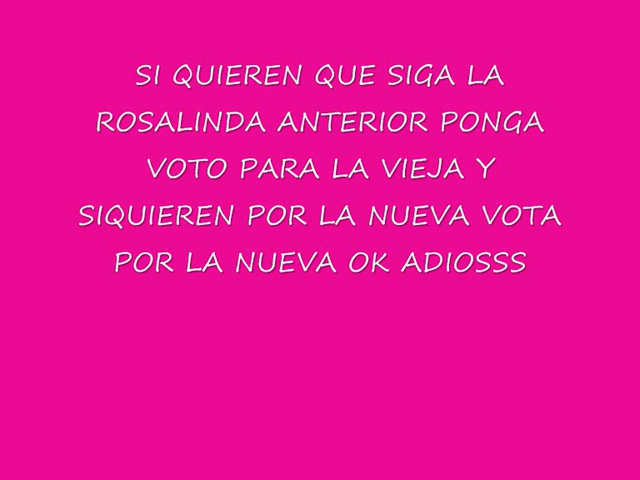 SI QUIEREN QUE SIGA LA
ROSALINDA ANTERIOR PONGA
VOTO PARA LA VIEJA Y
SIQUIEREN POR LA NUEVA VOTA
POR LA NUEVA OK ADIOSSS